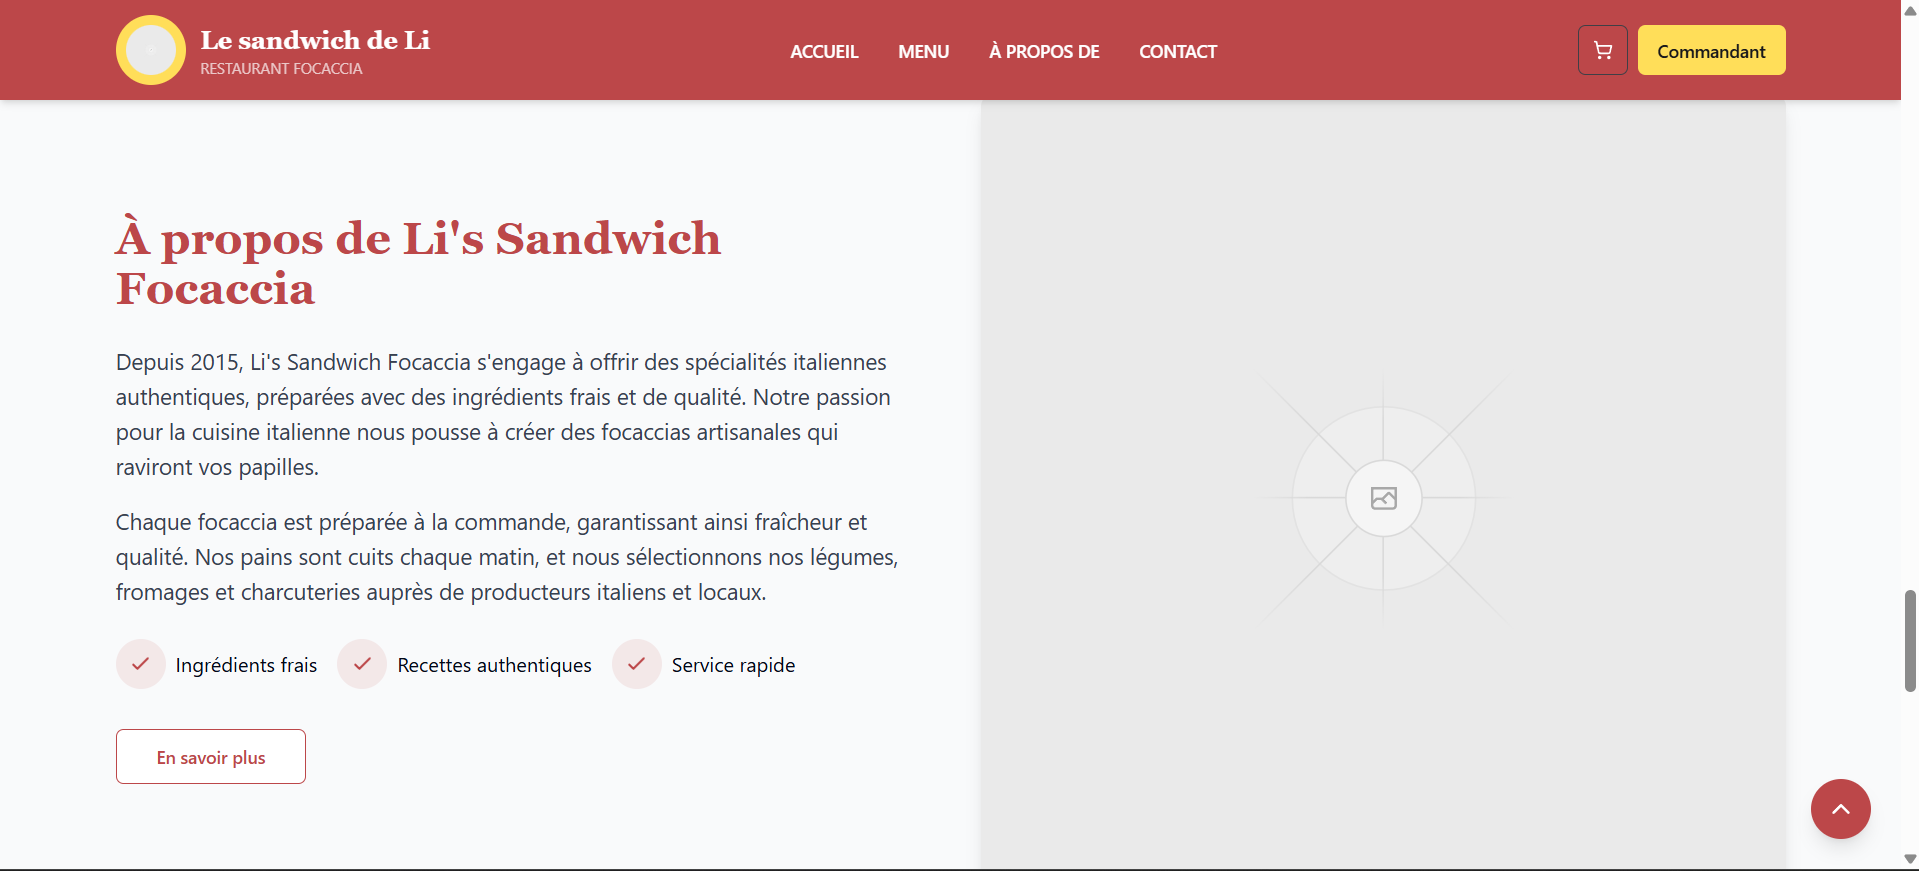 Le sandwich de Li
RESTAURANT FOCACCIA
ACCUEIL
MENU
À PROPOS DE
CONTACT
Commandant
À propos de Li's Sandwich
Focaccia
Depuis 2015, Li's Sandwich Focaccia s'engage à offrir des spécialités italiennes
authentiques, préparées avec des ingrédients frais et de qualité. Notre passion
pour la cuisine italienne nous pousse à créer des focaccias artisanales qui
raviront vos papilles.
Chaque focaccia est préparée à la commande, garantissant ainsi fraîcheur et
qualité. Nos pains sont cuits chaque matin, et nous sélectionnons nos légumes,
fromages et charcuteries auprès de producteurs italiens et locaux.
Ingrédients frais
Recettes authentiques
Service rapide
En savoir plus